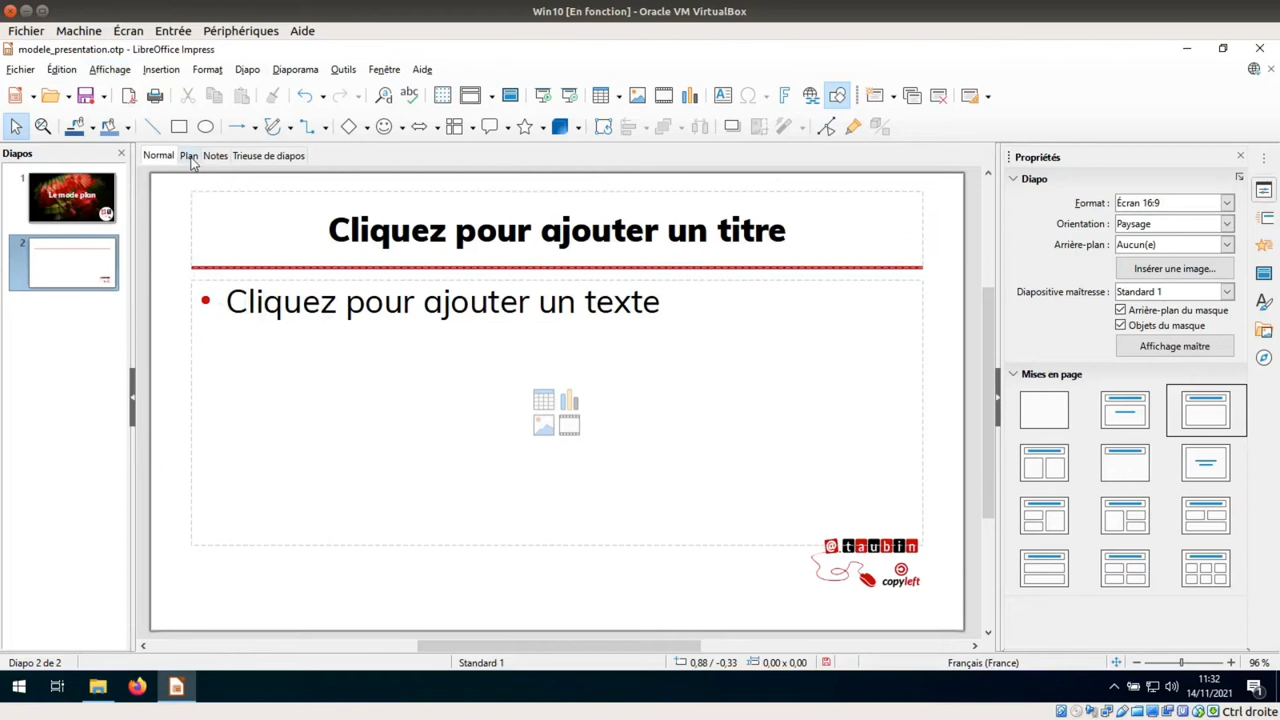 Win10 [En fonction] - Oracle VM VirtualBox
Fichier Machine Écran Entrée Périphériques Aide
modele_presentation.otp - LibreOffice Impress
Fichier Édition Affichage Insertion Format Djapo Diaporama Outils Fenêtre Aide
Diapos
Normal Plan Notes Trieuse de diapos
1
Le mode plan
2
Cliquez pour ajouter un titre
Cliquez pour ajouter un texte
@.taubin
copyleft
Propriétés
Diapo
Format : Écran 16:9
Orientation : Paysage
Arrière-plan : Aucun(e)
Insérer une image...
Diapositive maîtresse : Standard 1
Arrière-plan du masque
Objets du masque
Affichage maître
Mises en page
Diapo 2 de 2
Standard 1
0,88 / -0,33
0,00 x 0,00
Français (France)
96 %
11:32
14/11/2021
1
Ctrl droite